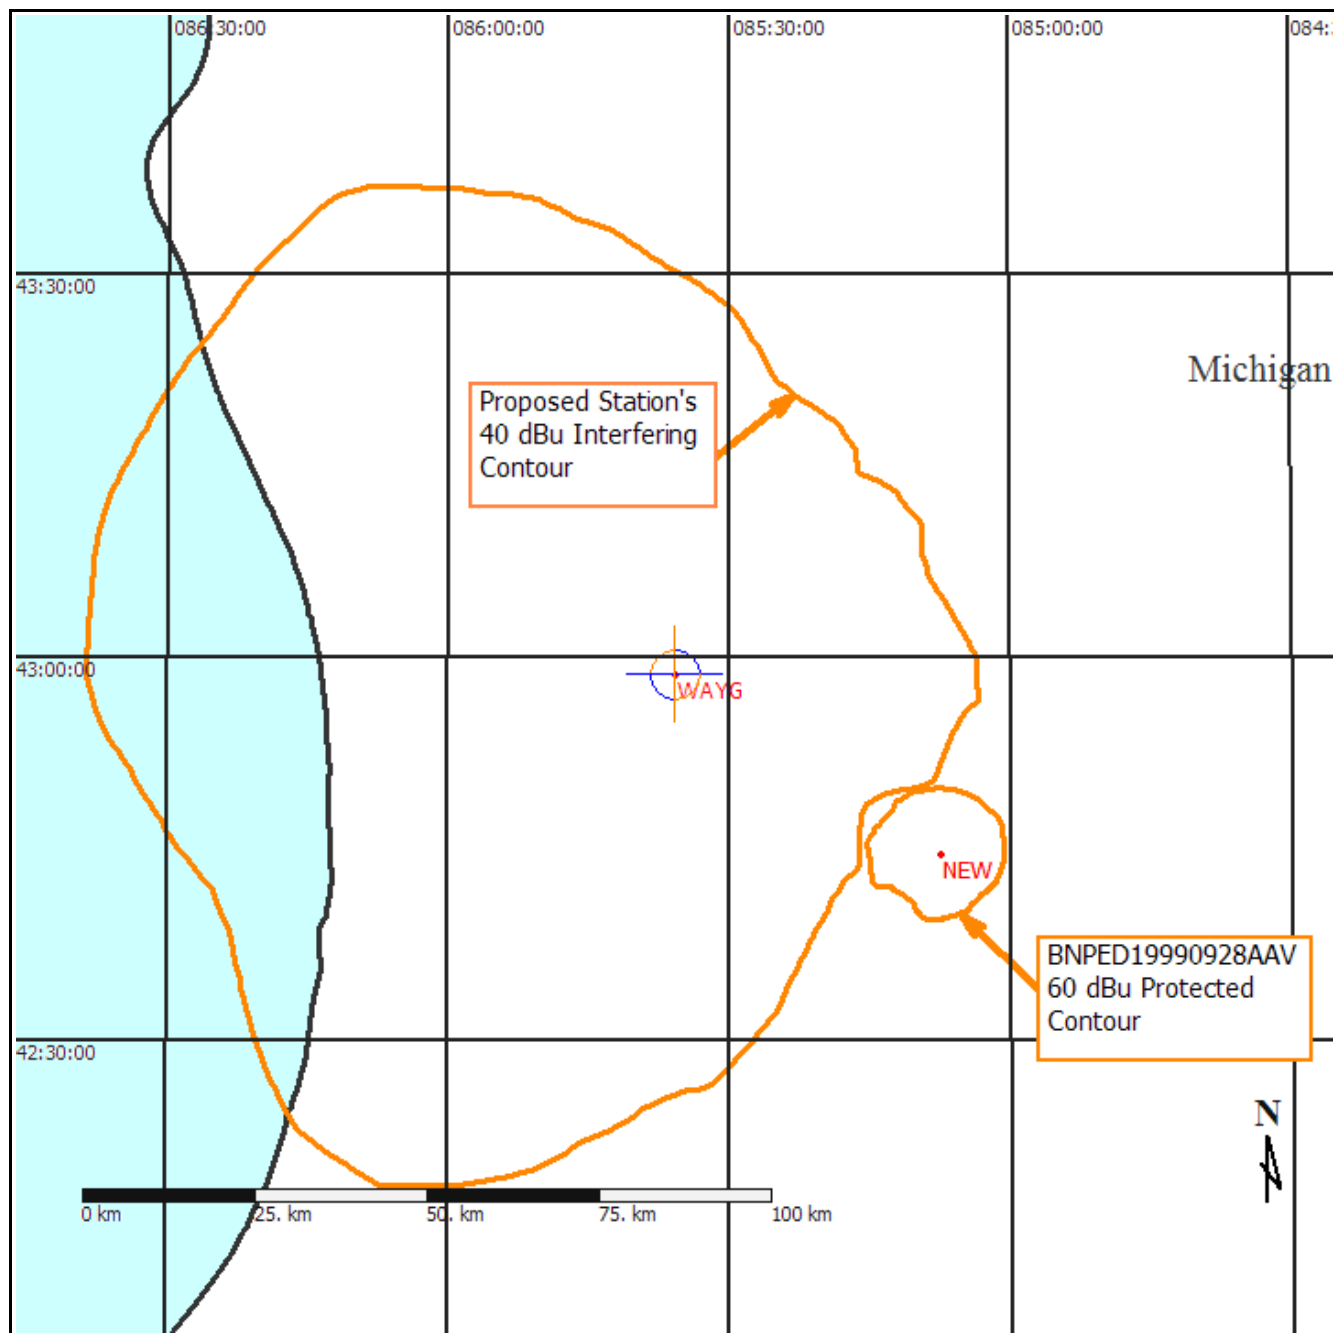 086:30:00
086:00:00
085:30:00
085:00:00
084:
43:30:00
Michigan
Proposed Station's
40 dBu Interfering
Contour
43:00:00
WAYG
NEW
BNPED19990928AAV
60 dBu Protected
Contour
42:30:00
N
0 km
25. km
50. km
75. km
100 km